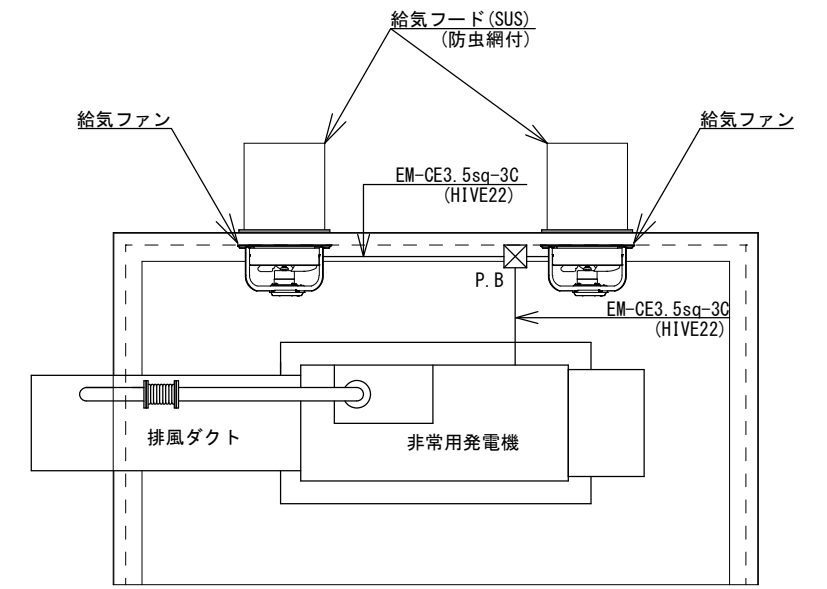 給気フード(SUS)
(防虫網付)
給気ファン
給気ファン
EM-CE3.5sq-3C
(HIVE22)
P.B
EM-CE3.5sq-3C
(HIVE22)
排風ダクト
非常用発電機